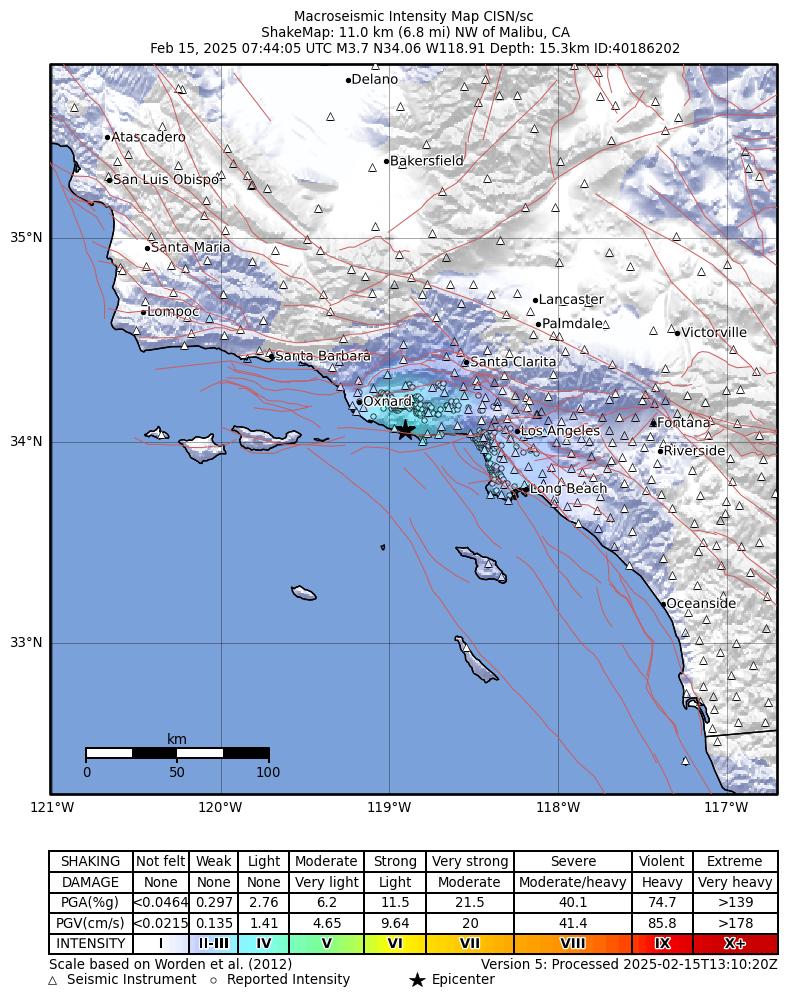 Macroseismic Intensity Map CISN/sc
ShakeMap: 11.0 km (6.8 mi) NW of Malibu, CA
Feb 15, 2025 07:44:05 UTC M3.7 N34.06 W118.91 Depth: 15.3km ID:40186202
Delano
Atascadero
Bakersfield
San Luis Obispo
35°N
Santa Maria
Lancaster
Lompoc
Palmdale
Victorville
Santa Barbara
Santa Clarita
Oxnard
Fontana
34°N
Los Angeles
Riverside
Long Beach
Oceanside
33°N
km
0 50 100
121°W 120°W 119°W 118°W 117°W
SHAKING Not felt Weak Light Moderate Strong Very strong Severe Violent Extreme
DAMAGE None None None Very light Light Moderate Moderate/heavy Heavy Very heavy
PGA(%g) <0.0464 0.297 2.76 6.2 11.5 21.5 40.1 74.7 >139
PGV(cm/s) <0.0215 0.135 1.41 4.65 9.64 20 41.4 85.8 >178
INTENSITY I II-III IV V VI VII VIII IX X+
Scale based on Worden et al. (2012) Version 5: Processed 2025-02-15T13:10:20Z
△ Seismic Instrument ○ Reported Intensity ★ Epicenter